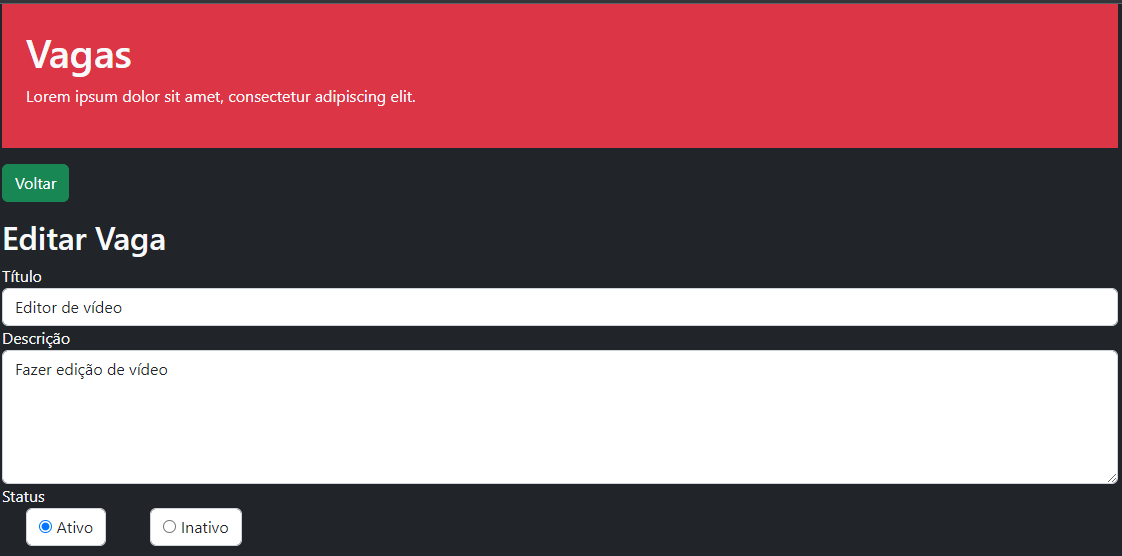 Vagas
Lorem ipsum dolor sit amet, consectetur adipiscing elit.
Voltar
Editar Vaga
Título
Editor de vídeo
Descrição
Fazer edição de vídeo
Status
Ativo Inativo